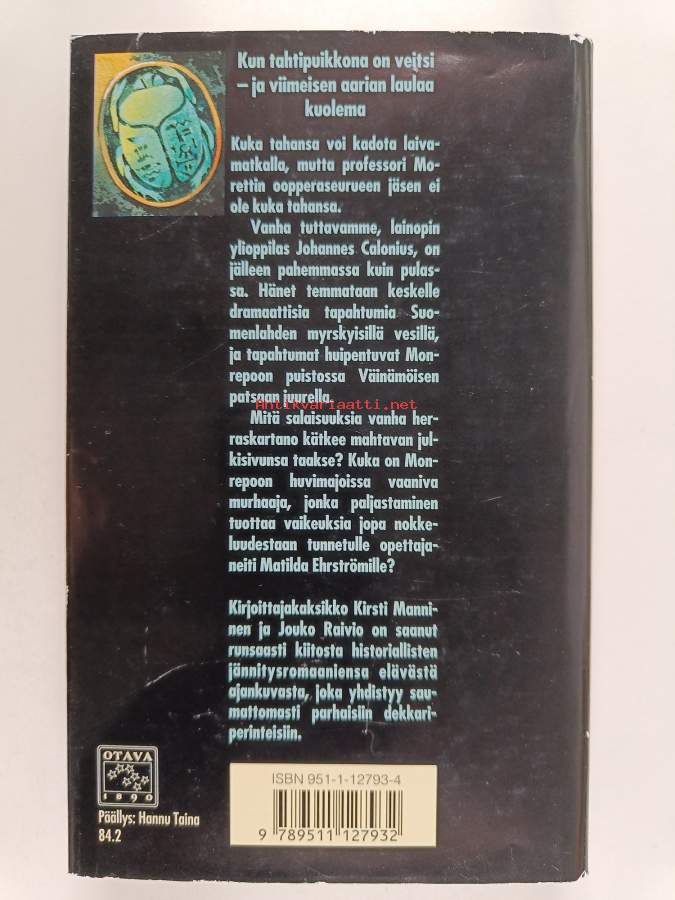 Kun tahtipuikkona on veitsi
– ja viimeisen aarian laulaa
kuolema
Kuka tahansa voi kadota laiva-
matkalla, mutta professori Mo-
rettin oopperaseurueen jäsen ei
ole kuka tahansa.
Vanha tuttavamme, lainopin
ylioppilas Johannes Calonius, on
jälleen pahemmassa kuin pulas-
sa. Hänet temmataan keskelle
dramaattisia tapahtumia Suo-
menlahden myrskyisillä vesillä,
ja tapahtumat huipentuvat Mon-
repoon puistossa Väinämöisen
patsaan juurella.
Antikvariaatti.net
Mitä salaisuuksia vanha her-
raskartano kätkee mahtavan jul-
kisivunsa taakse? Kuka on Mon-
repoon huvimajoissa vaaniva
murhaaja, jonka paljastaminen
tuottaa vaikeuksia jopa nokke-
luudestaan tunnetulle opettaja-
neiti Matilda Ehrströmille?
Kirjoittajakaksikko Kirsti Manni-
nen ja Jouko Raivio on saanut
runsaasti kiitosta historiallisten
jännitysromaaniensa elävästä
ajankuvasta, joka yhdistyy sau-
mattomasti parhaisiin dekkari-
perinteisiin.
OTAVA
1890
Päällys: Hannu Taina
84.2
ISBN 951-1-12793-4
9 789511 127932